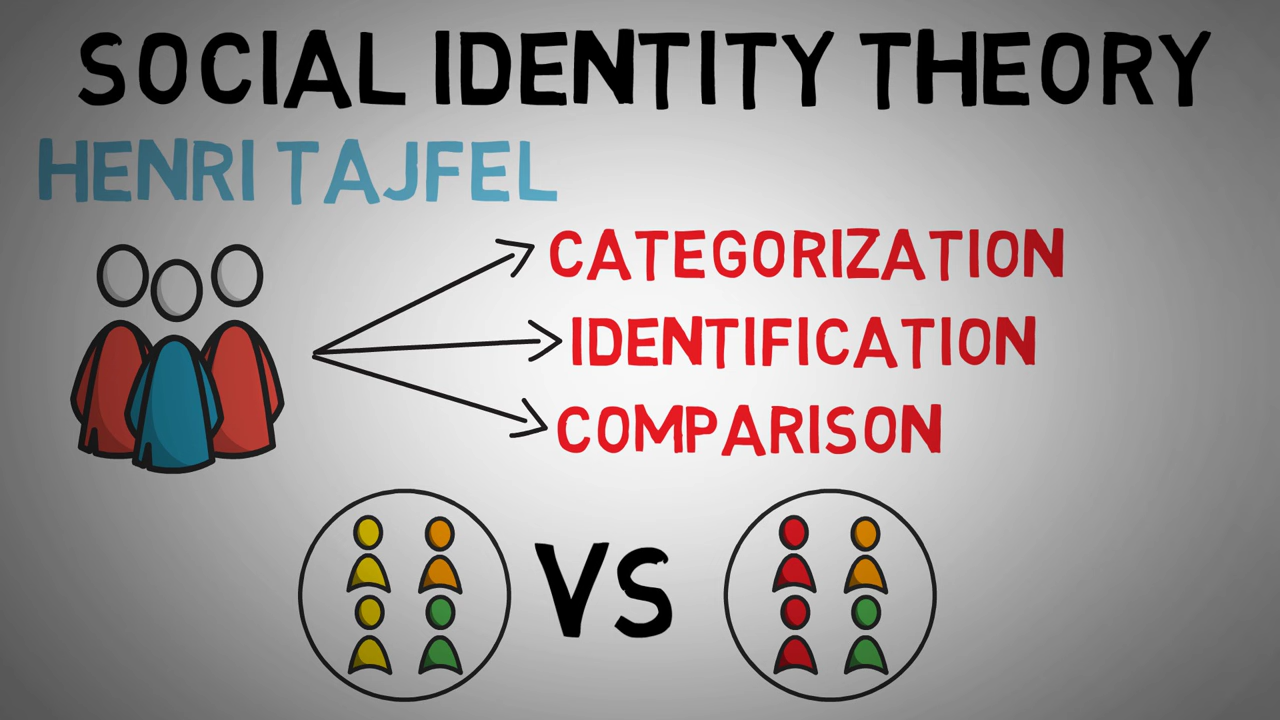 SOCIAL IDENTITY THEORY
HENRI TAJFEL
CATEGORIZATION
IDENTIFICATION
COMPARISON
VS